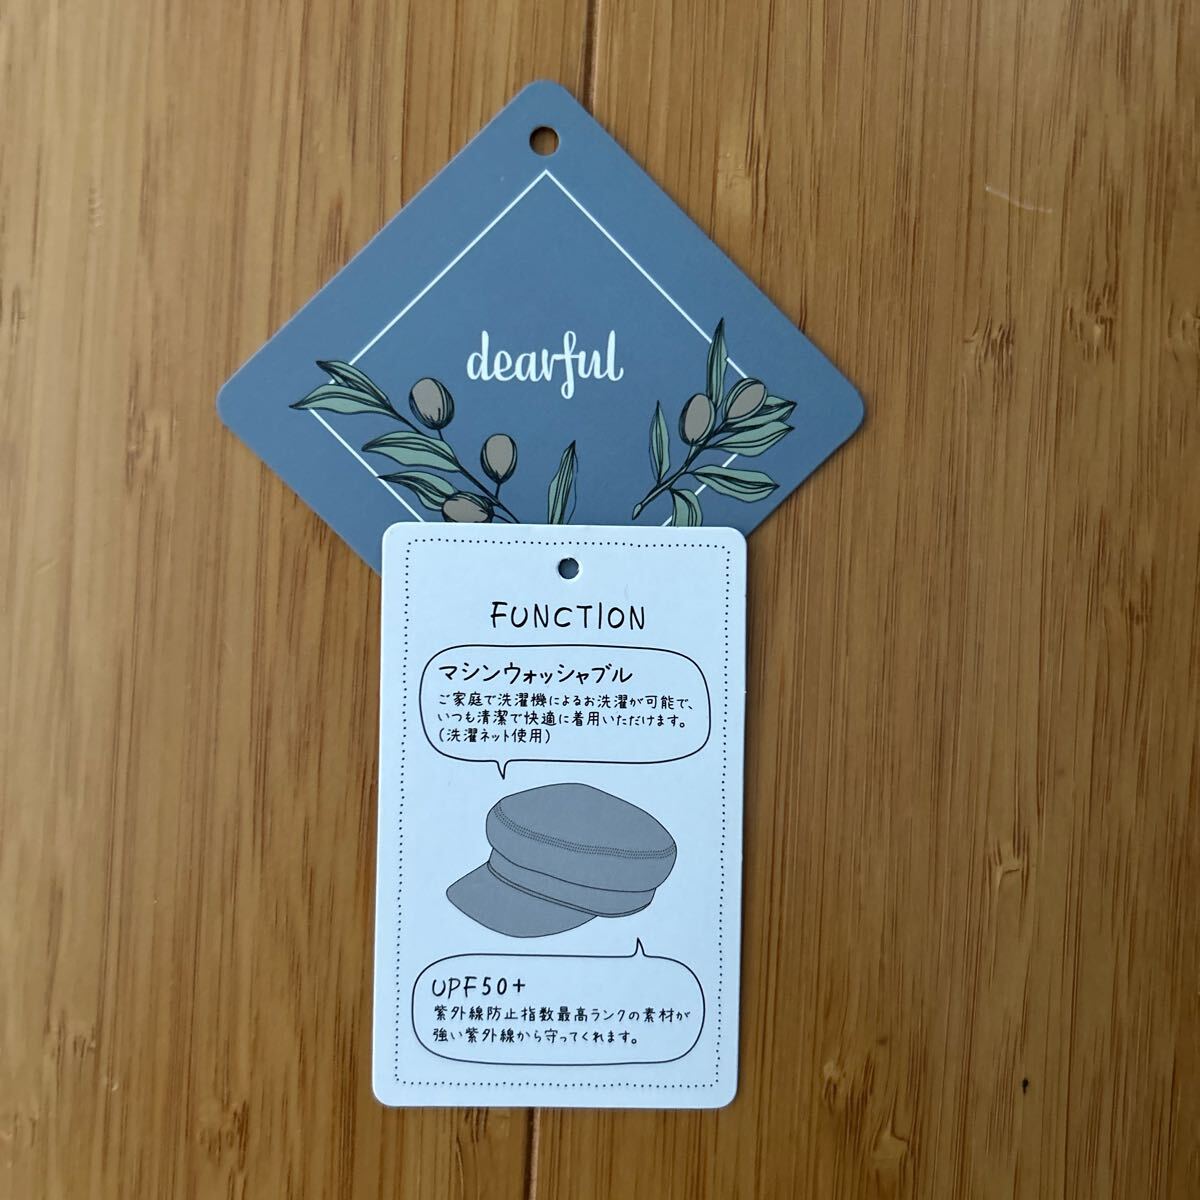 dearful
FUNCTION
マシンウォッシャブル
ご家庭で洗濯機によるお洗濯が可能で、
いつも清潔で快適に着用いただけます。
(洗濯ネット使用)
UPF50+
紫外線防止指数最高ランクの素材が
強い紫外線から守ってくれます。